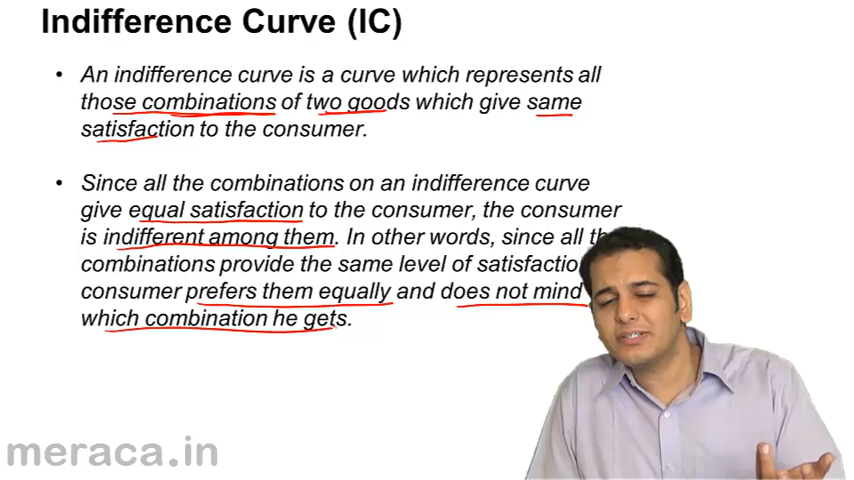 Indifference Curve (IC)
• An indifference curve is a curve which represents all
those combinations of two goods which give same
satisfaction to the consumer.
• Since all the combinations on an indifference curve
give equal satisfaction to the consumer, the consumer
is indifferent among them. In other words, since all
combinations provide the same level of
consumer prefers them equally and does not mind
which combination he gets.
meraca.in